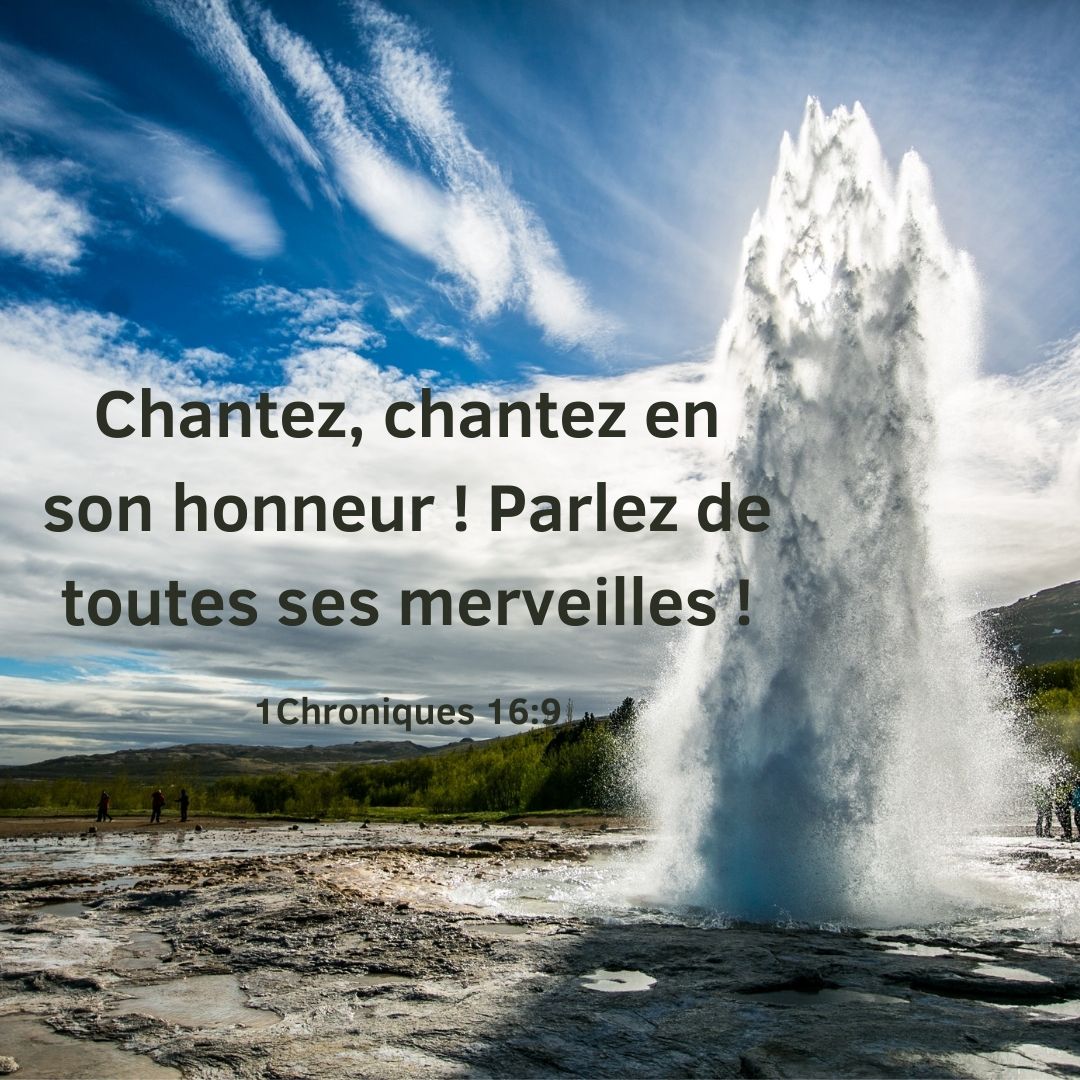 Chantez, chantez en
son honneur ! Parlez de
toutes ses merveilles !
1Chroniques 16:9